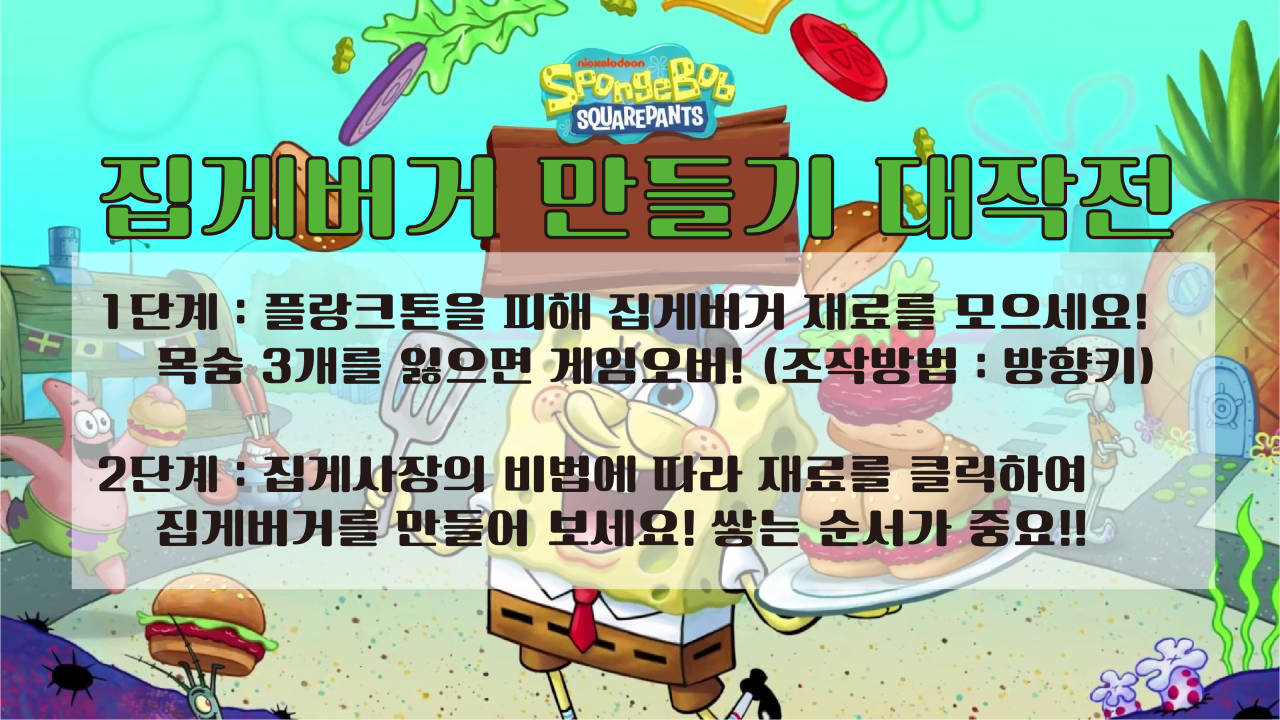 nickelodeon
SpongeBob
SQUAREPANTS
집게버거 만들기 대작전
1단계 : 플랑크톤을 피해 집게버거 재료를 모으세요!
목숨 3개를 잃으면 게임오버! (조작방법 : 방향키)
2단계 : 집게사장의 비법에 따라 재료를 클릭하여
집게버거를 만들어 보세요! 쌓는 순서가 중요!!